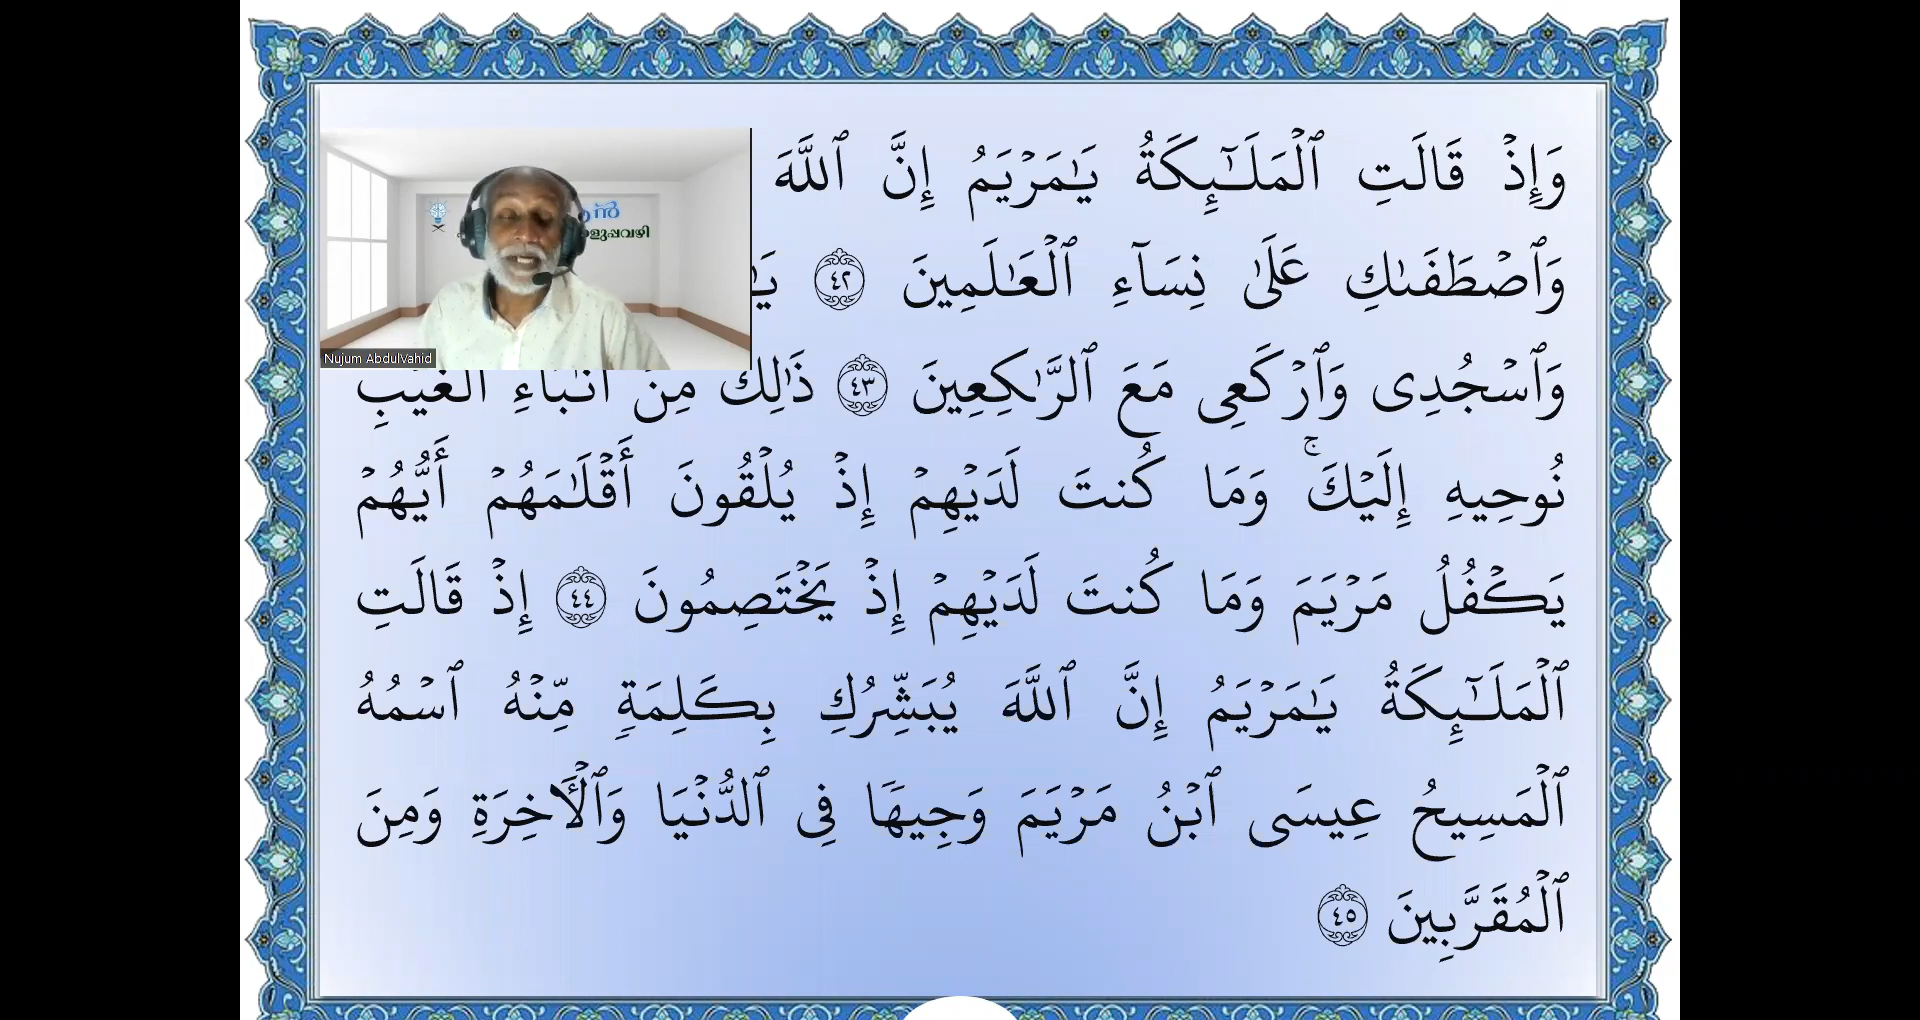 وَإِذۡ قَالَتِ ٱلۡمَلَـٰٓئِكَةُ يَـٰمَرۡيَمُ إِنَّ ٱللَّهَ
وَٱصۡطَفَىٰكِ عَلَىٰ نِسَآءِ ٱلۡعَـٰلَمِينَ ٤٢
وَٱسۡجُدِى وَٱرۡكَعِى مَعَ ٱلرَّٰكِعِينَ ٤٣ ذَٰلِكَ مِنۡ أَنۢبَآءِ ٱلۡغَيۡبِ
نُوحِيهِ إِلَيۡكَۚ وَمَا كُنتَ لَدَيۡهِمۡ إِذۡ يُلۡقُونَ أَقۡلَـٰمَهُمۡ أَيُّهُمۡ
يَكۡفُلُ مَرۡيَمَ وَمَا كُنتَ لَدَيۡهِمۡ إِذۡ يَخۡتَصِمُونَ ٤٤ إِذۡ قَالَتِ
ٱلۡمَلَـٰٓئِكَةُ يَـٰمَرۡيَمُ إِنَّ ٱللَّهَ يُبَشِّرُكِ بِكَلِمَةٍ مِّنۡهُ ٱسۡمُهُ
ٱلۡمَسِيحُ عِيسَى ٱبۡنُ مَرۡيَمَ وَجِيهًا فِى ٱلدُّنۡيَا وَٱلۡأَخِرَةِ وَمِنَ
ٱلۡمُقَرَّبِينَ ٤٥
Nujum AbdulVahid